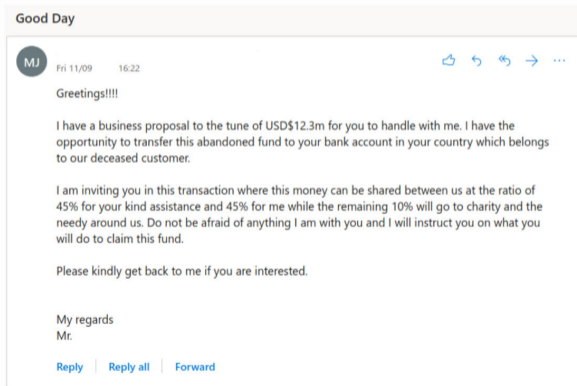 Good Day
MJ
Fri 11/09 16:22
Greetings!!!!
I have a business proposal to the tune of USD$12.3m for you to handle with me. I have the
opportunity to transfer this abandoned fund to your bank account in your country which belongs
to our deceased customer.
I am inviting you in this transaction where this money can be shared between us at the ratio of
45% for your kind assistance and 45% for me while the remaining 10% will go to charity and the
needy around us. Do not be afraid of anything I am with you and I will instruct you on what you
will do to claim this fund.
Please kindly get back to me if you are interested.
My regards
Mr.
Reply Reply all Forward